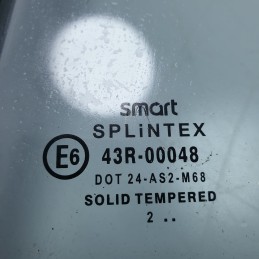 smart
SPLiNTEX
E6 43R-00048
DOT 24-AS2-M68
SOLID TEMPERED
2 ..